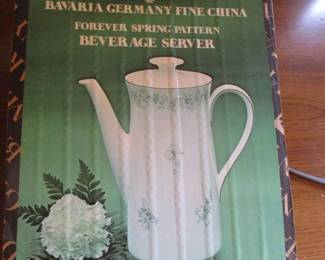 BAVARIA GERMANY FINE CHINA
FOREVER SPRING PATTERN
BEVERAGE SERVER